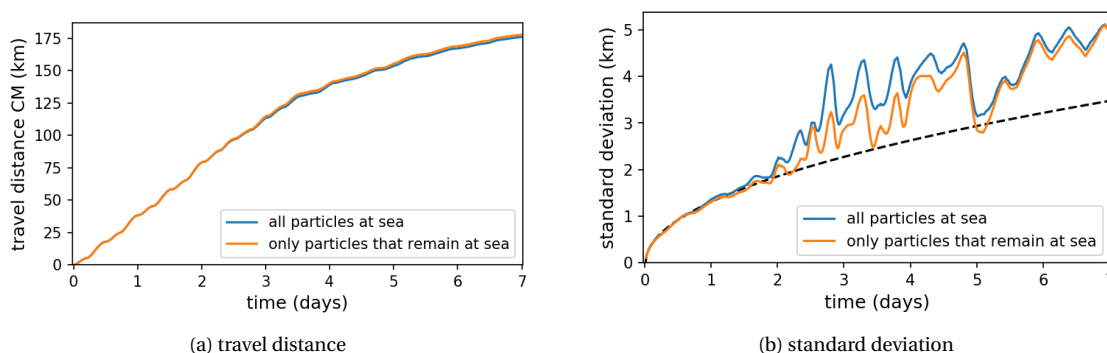 travel distance CM (km)
175
150
125
100
75
50
25
0
0 1 2 3 4 5 6 7
time (days)
all particles at sea
only particles that remain at sea
(a) travel distance
standard deviation (km)
5
4
3
2
1
0
0 1 2 3 4 5 6 7
time (days)
all particles at sea
only particles that remain at sea
(b) standard deviation